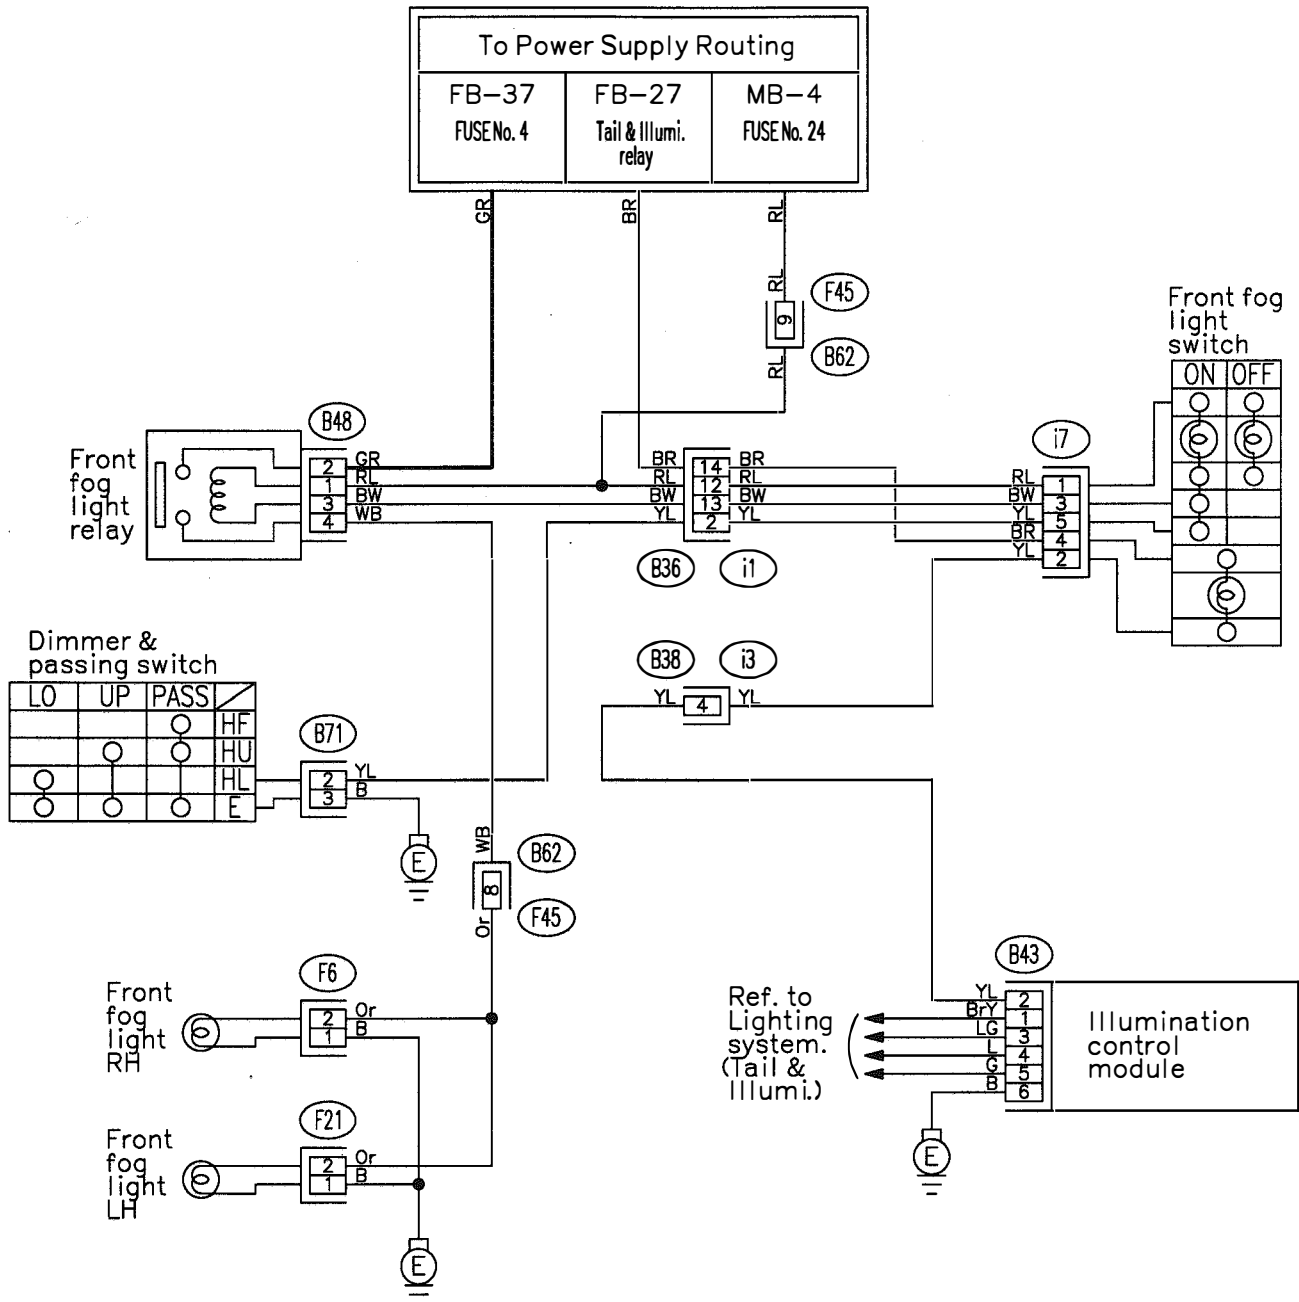 To Power Supply Routing
FB-37
FB-27
MB-4
FUSE No. 4
Tail & Illumi.
relay
FUSE No. 24
GR
BR
RL
RL
F45
9
B62
RL
Front fog
light
switch
ON
OFF
B48
i7
Front
fog
light
relay
2
GR
1
RL
3
BW
4
WB
BR
14
BR
RL
12
RL
BW
13
BW
YL
2
YL
RL
1
BW
3
YL
5
BR
4
YL
2
B36
i1
Dimmer &
passing switch
LO
UP
PASS
HF
HU
HL
E
B71
2
YL
3
B
E
B38
i3
YL
4
YL
WB
B62
8
F45
Or
Front
fog
light
RH
F6
2
Or
1
B
Front
fog
light
LH
F21
2
Or
1
B
E
B43
Ref. to
Lighting
system.
(Tail &
Illumi.)
YL
2
BrY
1
LG
3
L
4
G
5
B
6
Illumination
control
module
E